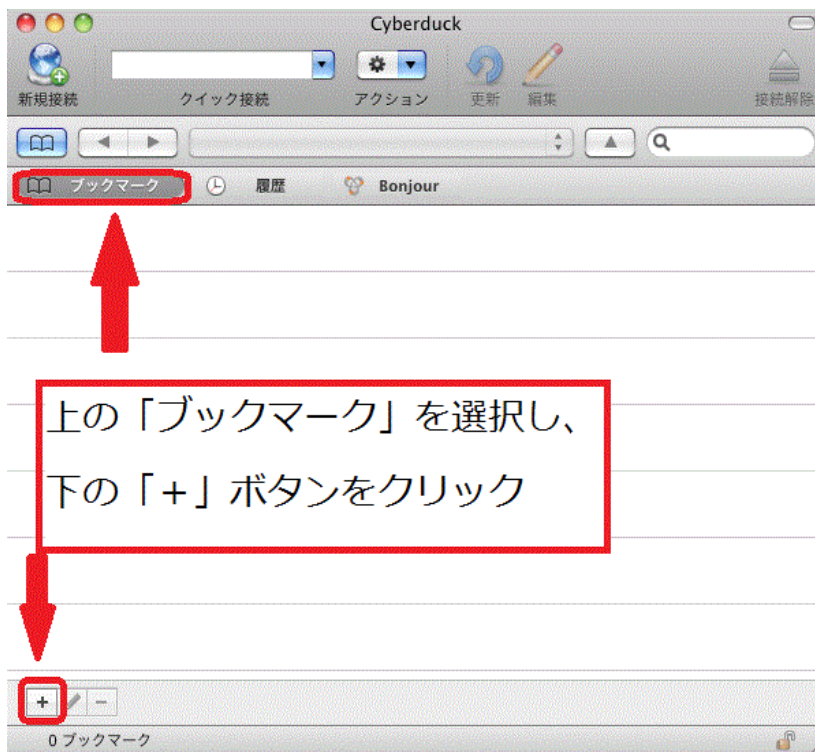 Cyberduck
新規接続
クイック接続
アクション
更新
編集
接続解除
ブックマーク
履歴
Bonjour
上の「ブックマーク」を選択し、
下の「+」ボタンをクリック
+
−
0 ブックマーク